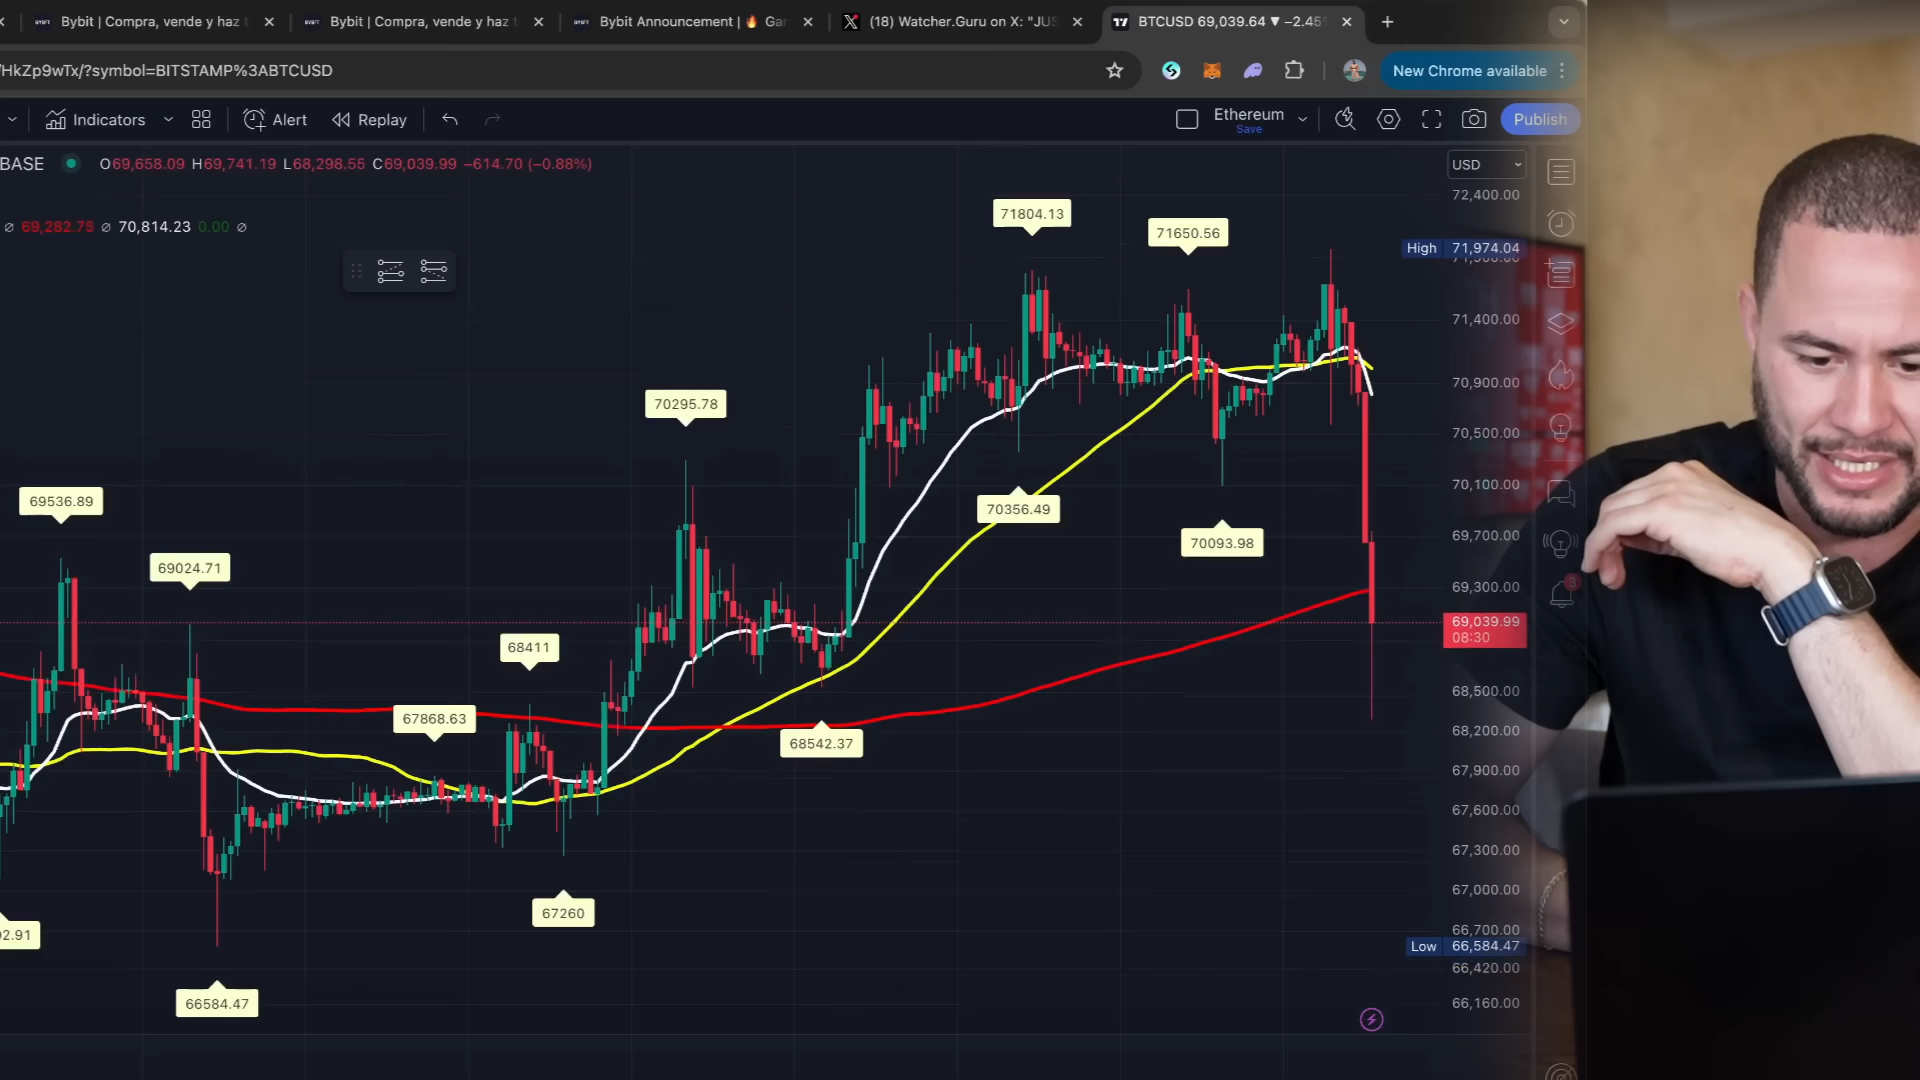 Bybit | Compra, vende y haz t
Bybit | Compra, vende y haz t
Bybit Announcement | 🔥 Gar
(18) Watcher.Guru on X: "JUS
BTCUSD 69,039.64 ▼ −2.45
HkZp9wTx/?symbol=BITSTAMP%3ABTCUSD
New Chrome available
Indicators
Alert
Replay
Ethereum
Save
Publish
BASE
O69,658.09 H69,741.19 L68,298.55 C69,039.99 −614.70 (−0.88%)
USD
∅ 69,282.75 ∅ 70,814.23 0.00 ∅
72,400.00
71804.13
71650.56
High 71,974.04
71,900.00
71,400.00
70,900.00
70295.78
70,500.00
70,100.00
69536.89
70356.49
70093.98
69,700.00
69024.71
69,300.00
3
69,039.99
08:30
68411
68,500.00
67868.63
68,200.00
68542.37
67,900.00
67,600.00
67,300.00
67,000.00
67260
92.91
66,700.00
Low 66,584.47
66,420.00
66584.47
66,160.00